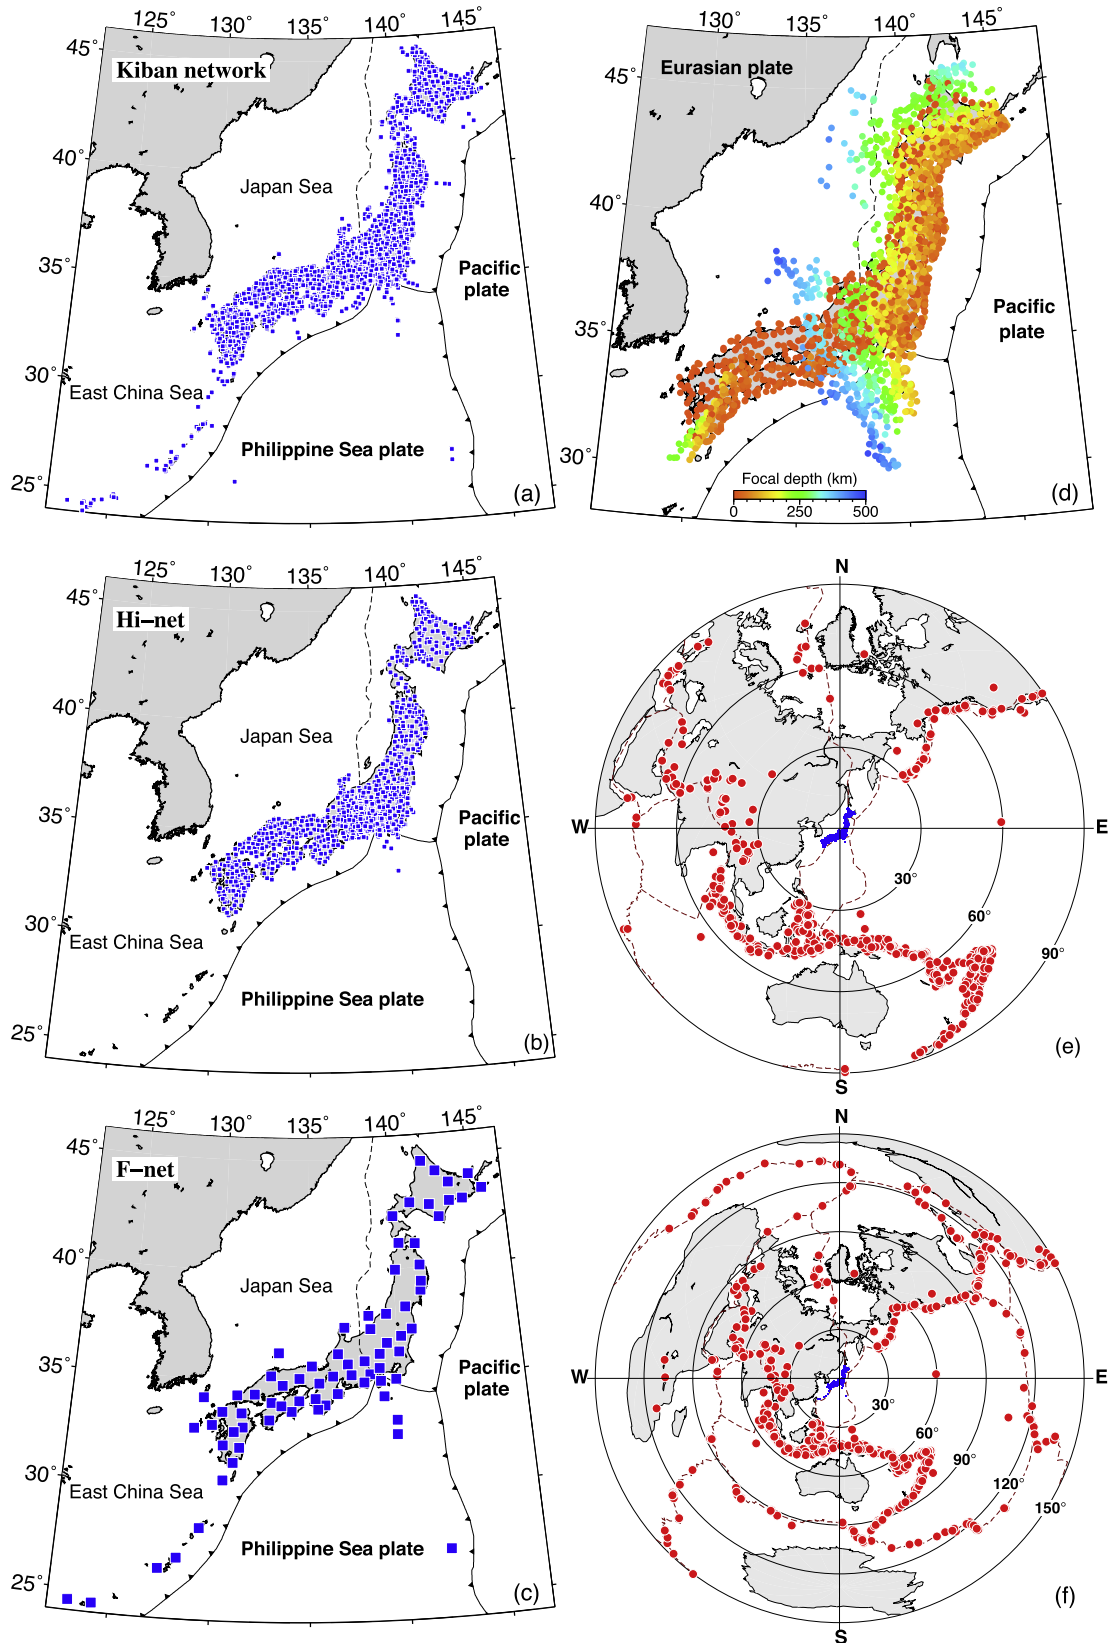 125° 130° 135° 140° 145°
45°
Kiban network
40°
Japan Sea
35°
Pacific
plate
30°
East China Sea
Philippine Sea plate
25°
(a)
130° 135° 140° 145°
45°
Eurasian plate
40°
35°
Pacific
plate
30°
Focal depth (km)
0 250 500
(d)
125° 130° 135° 140° 145°
45°
Hi–net
40°
Japan Sea
35°
Pacific
plate
30°
East China Sea
Philippine Sea plate
25°
(b)
N
W
E
30°
60°
90°
S
(e)
125° 130° 135° 140° 145°
45°
F–net
40°
Japan Sea
35°
Pacific
plate
30°
East China Sea
Philippine Sea plate
25°
(c)
N
W
E
30°
60°
90°
120°
150°
S
(f)